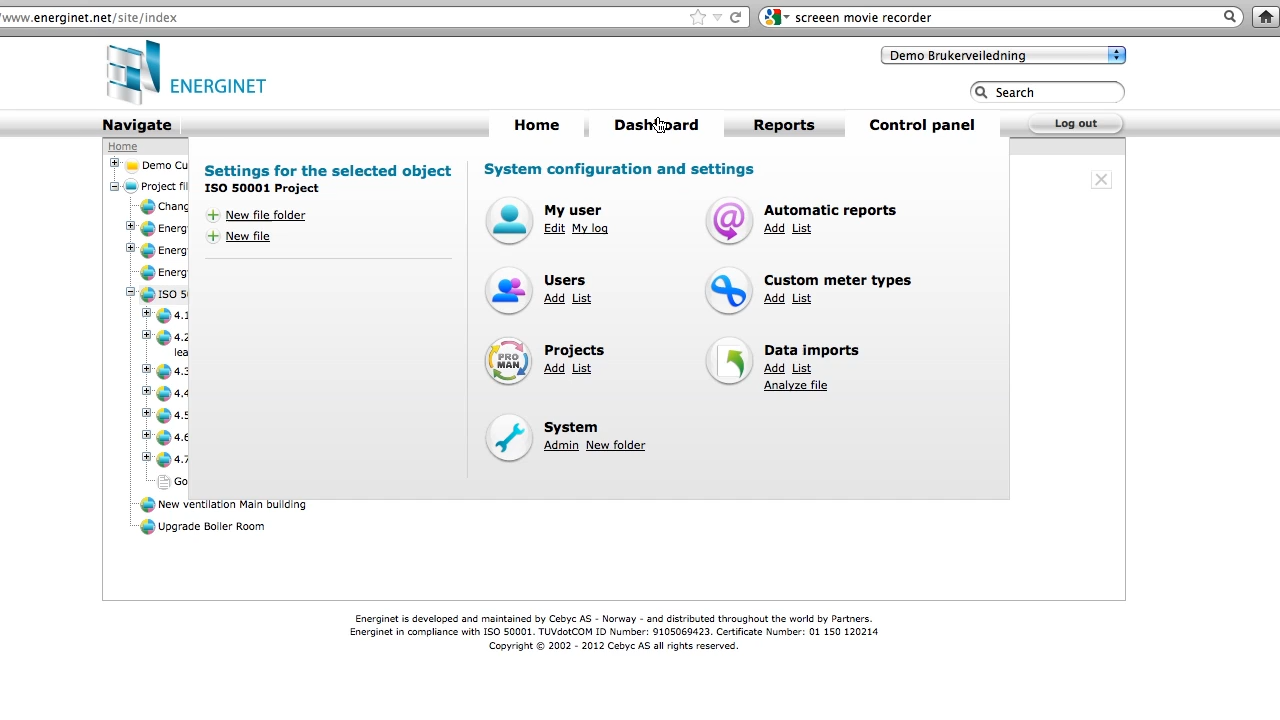 www.energinet.net/site/index
screeen movie recorder
ENERGINET
Demo Brukerveiledning
Search
Navigate
Home
Dashboard
Reports
Control panel
Log out
Home
Demo Cu
Project fil
Chang
Energ
Energ
Energ
ISO 50
4.1
4.2
lea
4.3
4.4
4.5
4.6
4.7
Go
New ventilation Main building
Upgrade Boller Room
Settings for the selected object
ISO 50001 Project
New file folder
New file
System configuration and settings
My user
Edit My log
Automatic reports
Add List
Users
Add List
Custom meter types
Add List
PRO
MAN
Projects
Add List
Data imports
Add List
Analyze file
System
Admin New folder
Energinet is developed and maintained by Cebyc AS - Norway - and distributed throughout the world by Partners.
Energinet in compliance with ISO 50001. TUVdotCOM ID Number: 9105069423. Certificate Number: 01 150 120214
Copyright © 2002 - 2012 Cebyc AS all rights reserved.